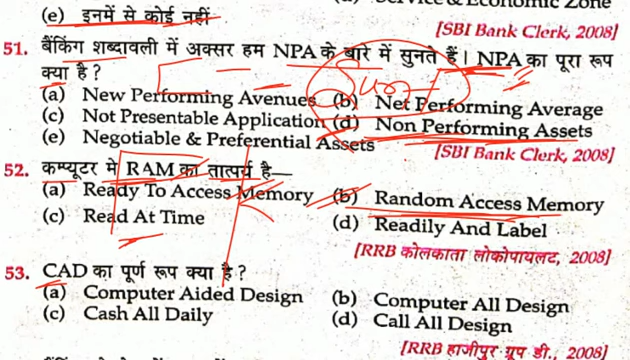 (e) इनमें से कोई नहीं
Economic Zone
[SBI Bank Clerk, 2008]
51. बैंकिंग शब्दावली में अक्सर हम NPA के बारे में सुनते हैं। NPA का पूरा रूप
क्या है?
(a) New Performing Avenues (b) Net Performing Average
(c) Not Presentable Application (d) Non Performing Assets
(e) Negotiable & Preferential Assets
[SBI Bank Clerk, 2008]
52. कम्प्यूटर मे RAM का तात्पर्य है—
(a) Ready To Access Memory (b) Random Access Memory
(c) Read At Time (d) Readily And Label
[RRB कोलकाता लोकोपायलट, 2008]
53. CAD का पूर्ण रूप क्या है?
(a) Computer Aided Design (b) Computer All Design
(c) Cash All Daily (d) Call All Design
[RRB हाजीपुर ग्रुप डी., 2008]